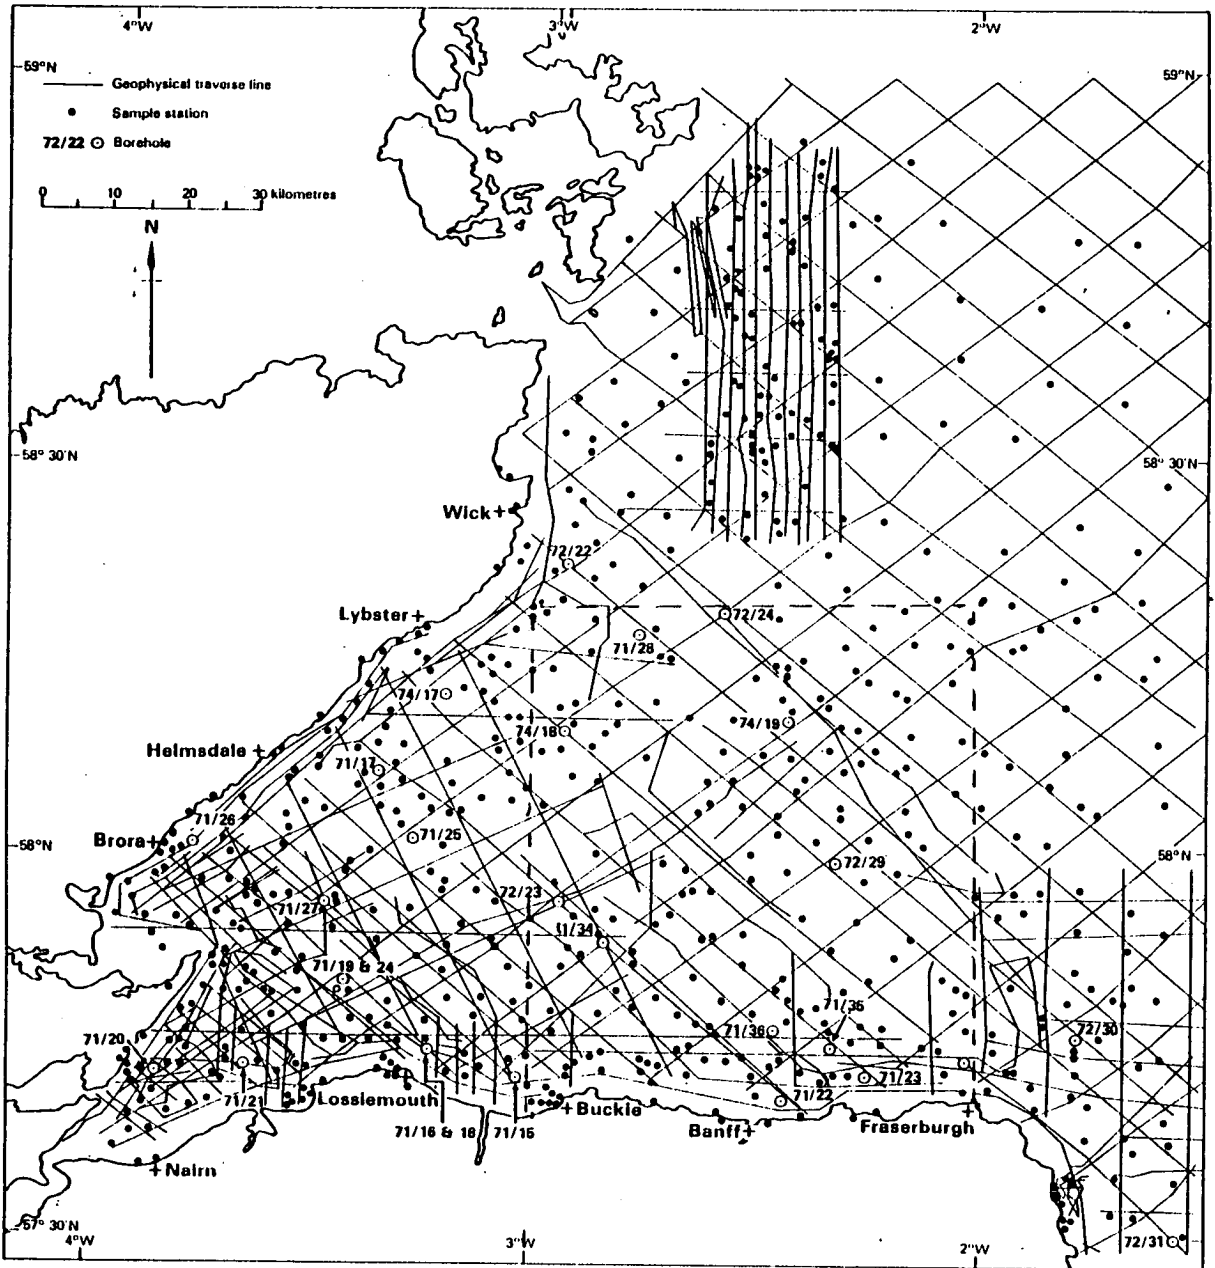 4°W
3°W
2°W
59°N
59°N
Geophysical traverse line
Sample station
72/22 Borehole
0 10 20 30 kilometres
N
58° 30´N
58° 30´N
Wick
72/22
Lybster
72/24
71/28
74/17
74/18
74/19
Helmsdale
71/17
71/26
Brora
71/25
58°N
58°N
72/29
72/23
71/27
71/19 & 24
71/36
72/30
71/20
71/23
71/21
Lossiemouth
71/22
Buckie
71/16 & 18
71/15
Banff
Fraserburgh
Nairn
57° 30´N
4°W
3°W
2°W
72/31